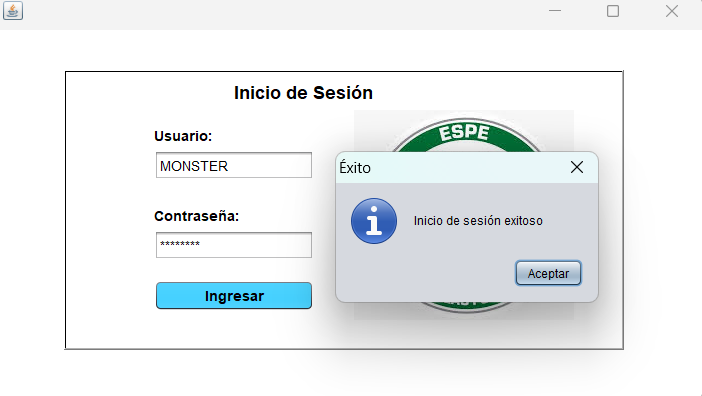 Inicio de Sesión
ESPE
Usuario:
MONSTER
Éxito
Inicio de sesión exitoso
Contraseña:
********
Aceptar
Ingresar